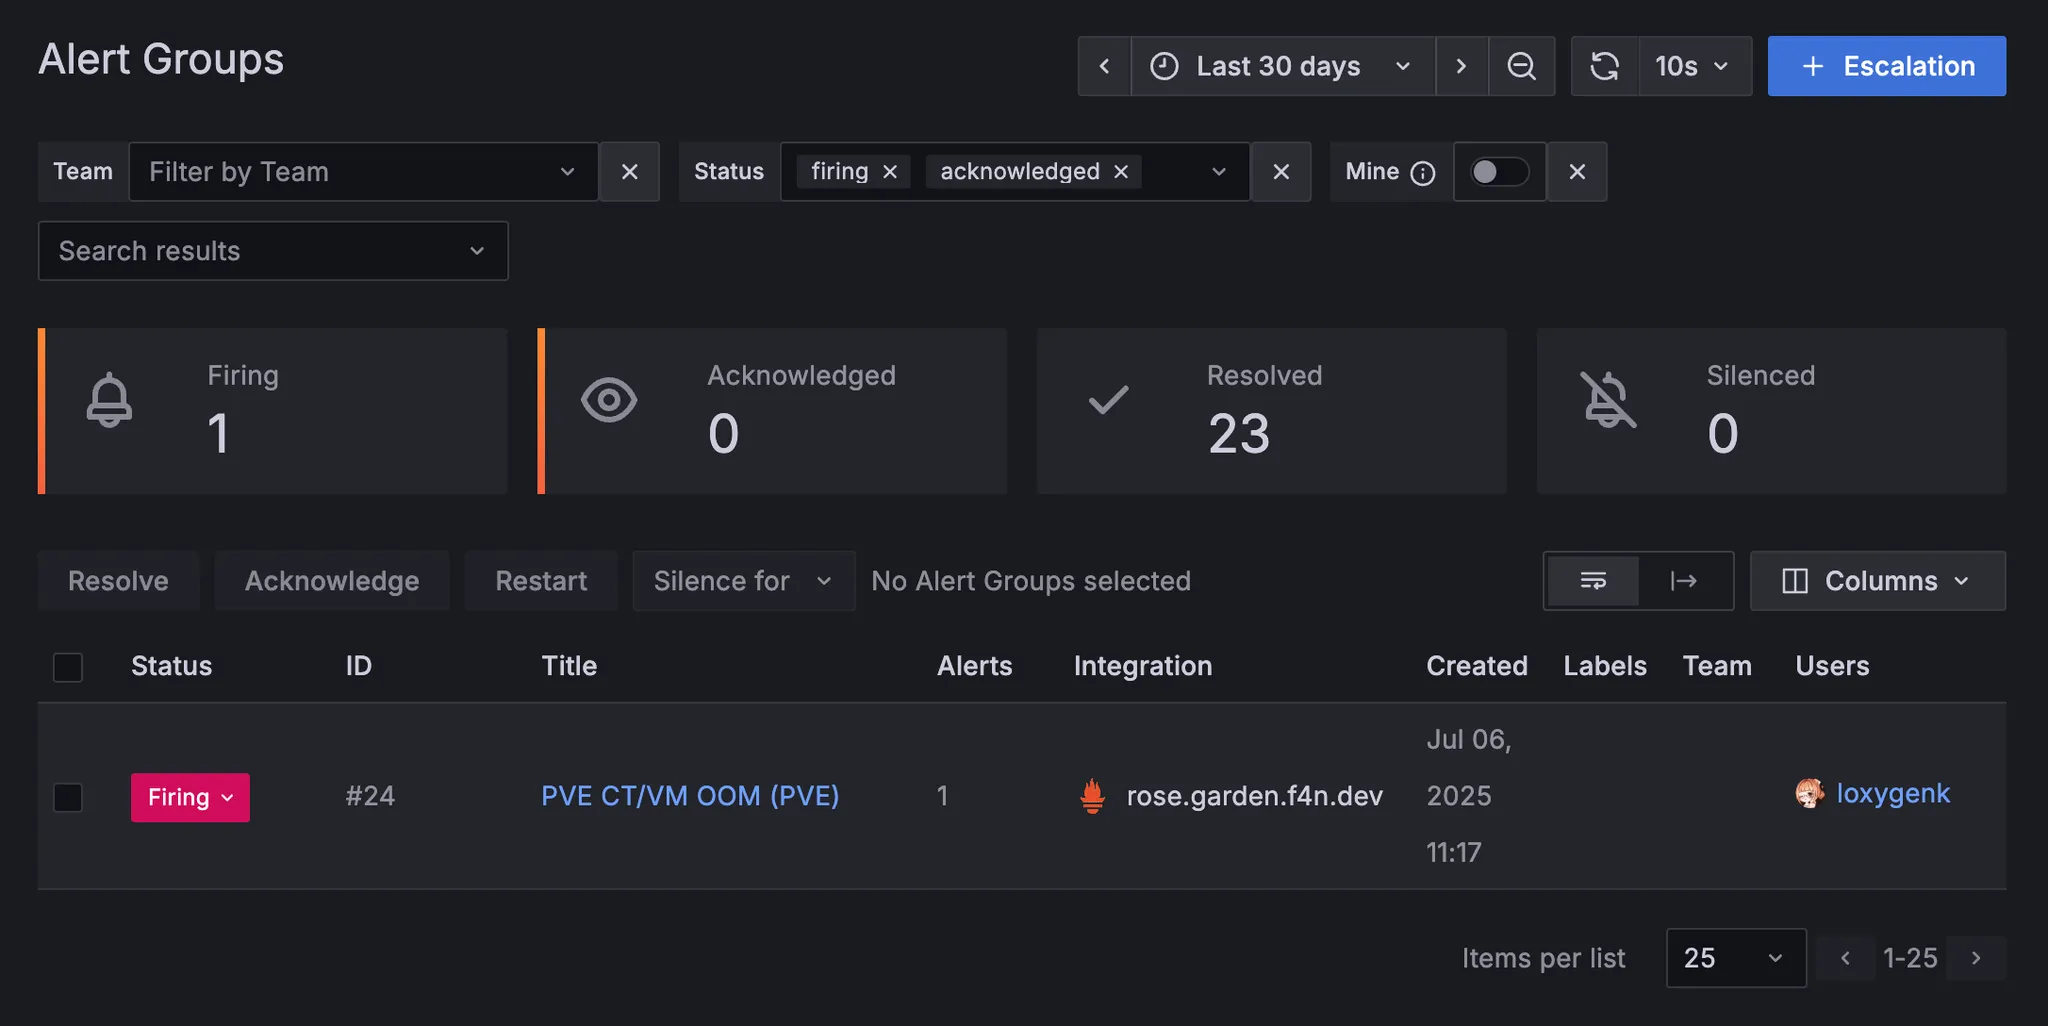 Alert Groups
Last 30 days
10s
+ Escalation
Team
Filter by Team
Status
firing
acknowledged
Mine
Search results
Firing
1
Acknowledged
0
Resolved
23
Silenced
0
Resolve
Acknowledge
Restart
Silence for
No Alert Groups selected
Columns
Status ID Title Alerts Integration Created Labels Team Users
Firing #24 PVE CT/VM OOM (PVE) 1 rose.garden.f4n.dev
Jul 06,
2025
11:17
loxygenk
Items per list 25 1-25